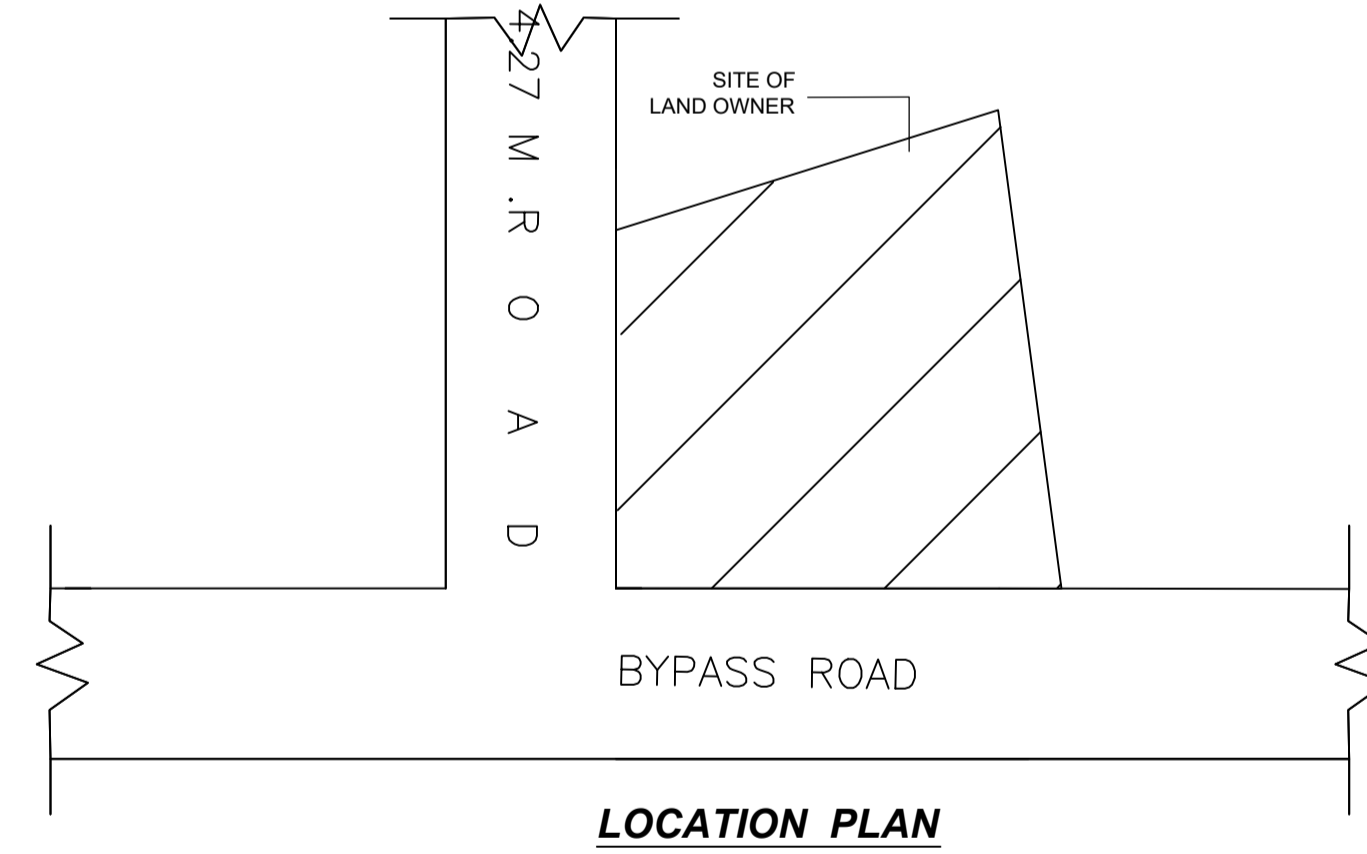 4.27 M.ROAD
SITE OF
LAND OWNER
BYPASS ROAD
LOCATION PLAN